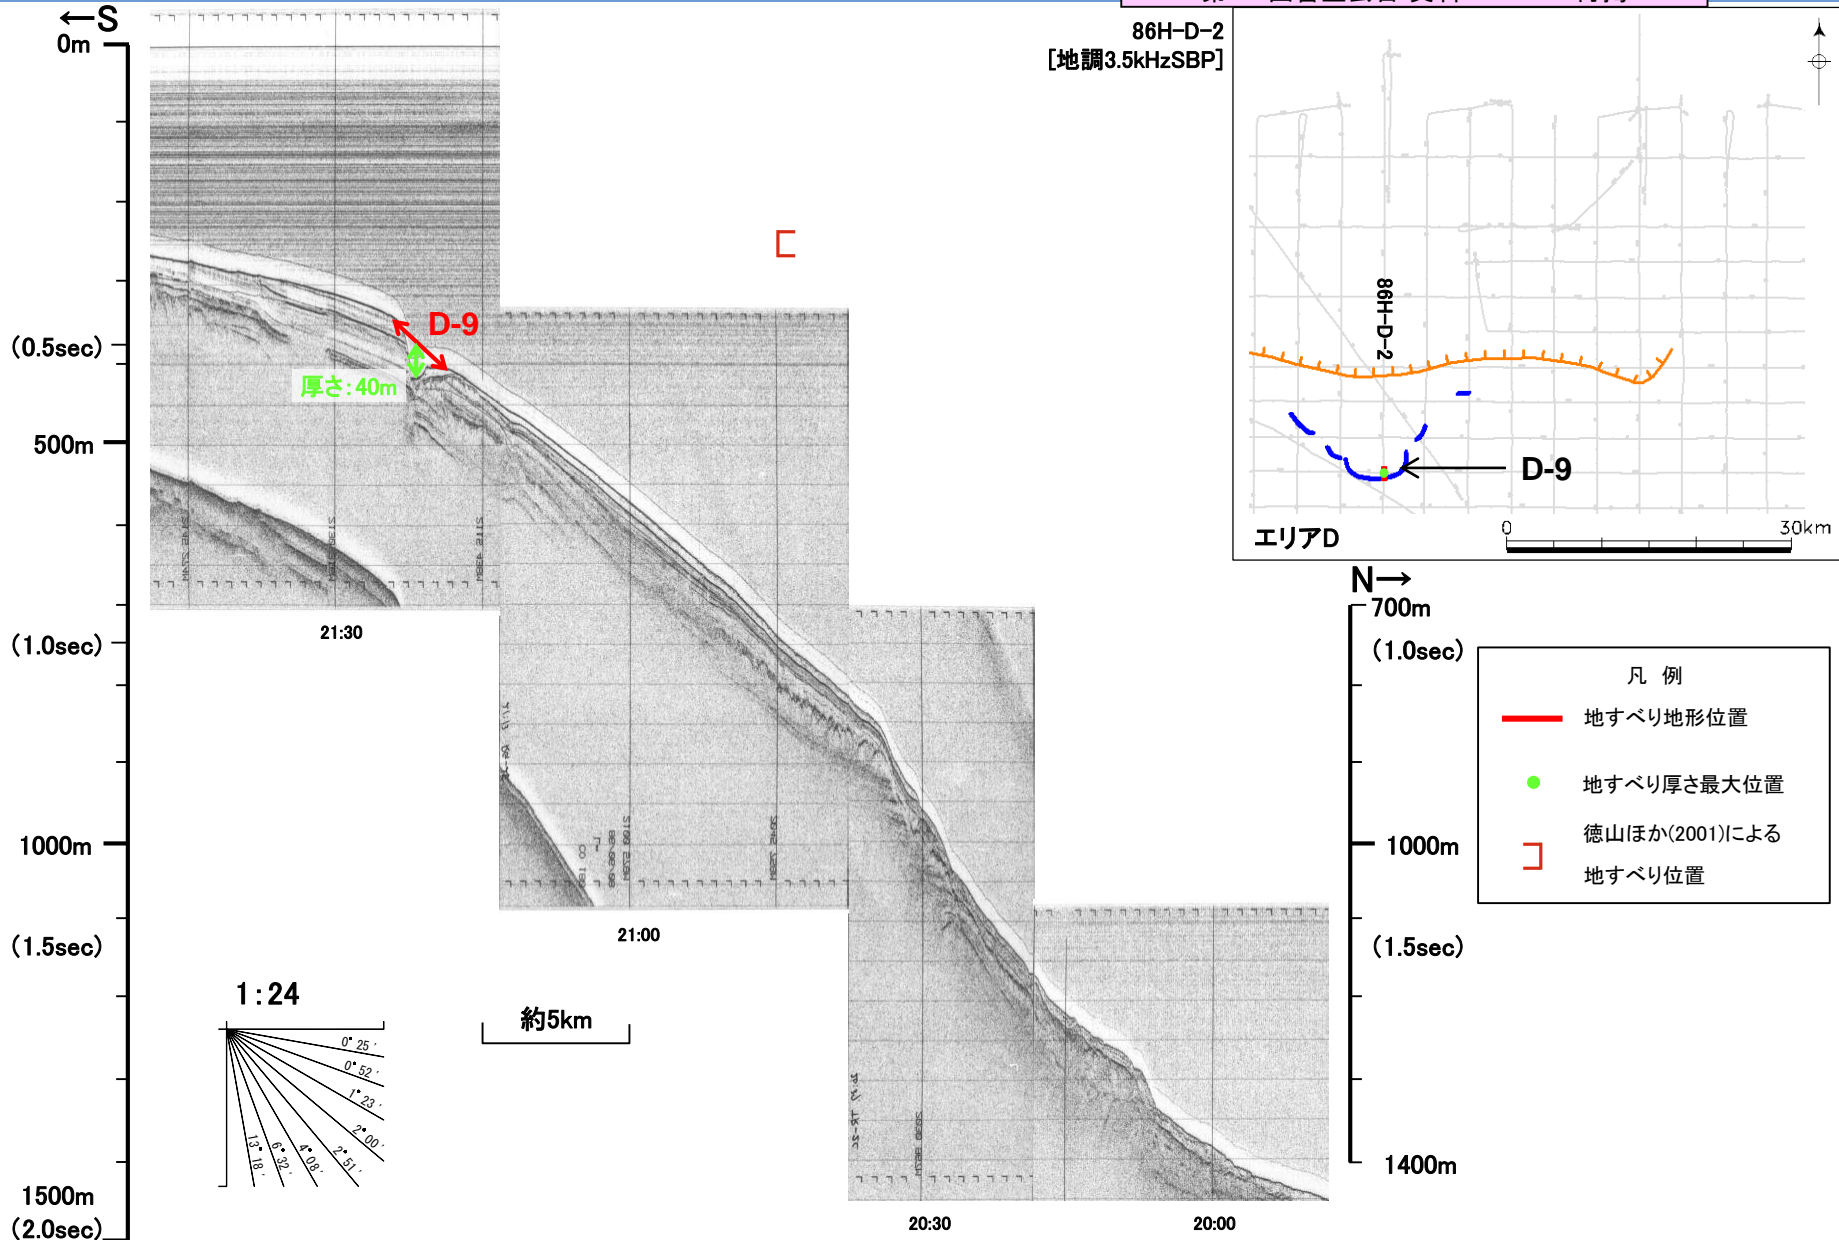 ←S
0m
(0.5sec)
500m
(1.0sec)
1000m
(1.5sec)
1500m
(2.0sec)
86H-D-2
[地調3.5kHzSBP]
D-9
厚さ:40m
21:30
21:00
20:30
20:00
1:24
0°25′
0°52′
1°23′
2°00′
2°51′
4°08′
6°32′
13°18′
約5km
86H-D-2
D-9
エリアD
0
30km
N→
700m
(1.0sec)
1000m
(1.5sec)
1400m
凡 例
地すべり地形位置
地すべり厚さ最大位置
徳山ほか(2001)による
地すべり位置